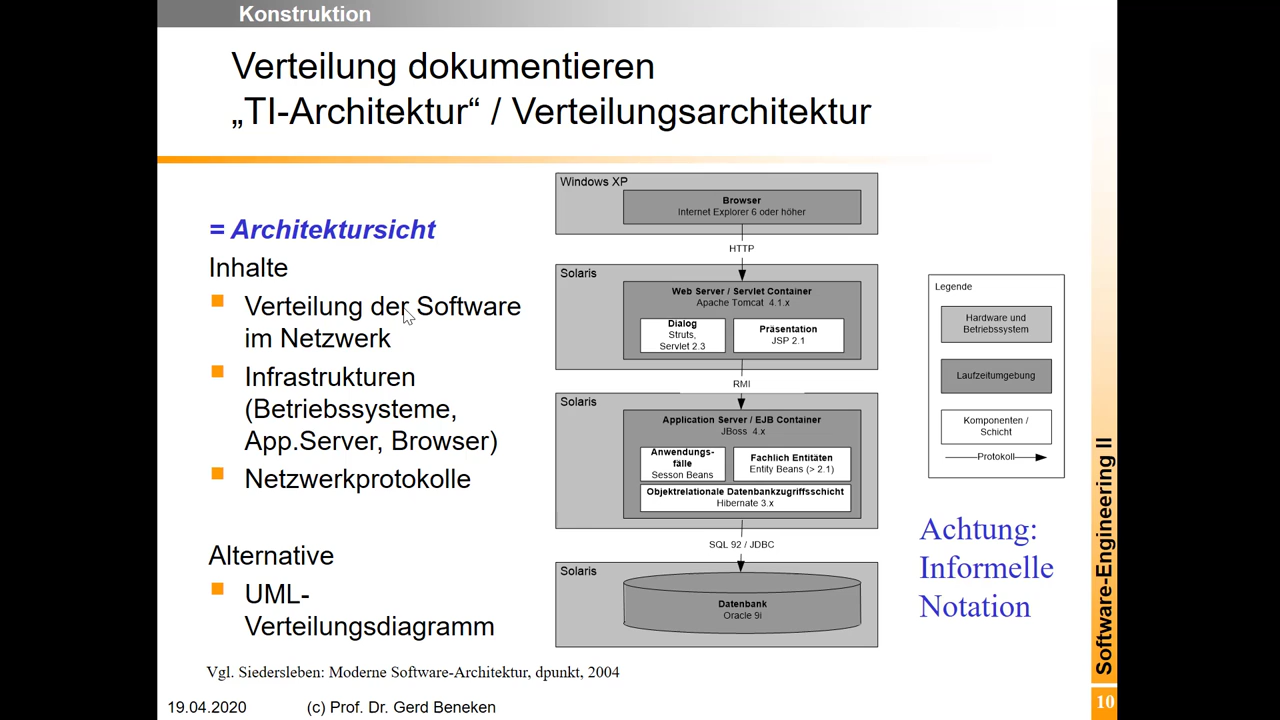 Konstruktion
Verteilung dokumentieren
„TI-Architektur“ / Verteilungsarchitektur
= Architektursicht
Inhalte
Verteilung der Software
im Netzwerk
Infrastrukturen
(Betriebssysteme,
App.Server, Browser)
Netzwerkprotokolle
Alternative
UML-
Verteilungsdiagramm
Windows XP
Browser
Internet Explorer 6 oder höher
HTTP
Solaris
Web Server / Servlet Container
Apache Tomcat 4.1.x
Dialog
Struts,
Servlet 2.3
Präsentation
JSP 2.1
RMI
Solaris
Application Server / EJB Container
JBoss 4.x
Anwendungs-
fälle
Sesson Beans
Fachlich Entitäten
Entity Beans (> 2.1)
Objektrelationale Datenbankzugriffsschicht
Hibernate 3.x
SQL 92 / JDBC
Solaris
Datenbank
Oracle 9i
Legende
Hardware und
Betriebssystem
Laufzeitumgebung
Komponenten /
Schicht
Protokoll
Achtung:
Informelle
Notation
Vgl. Siedersleben: Moderne Software-Architektur, dpunkt, 2004
19.04.2020
(c) Prof. Dr. Gerd Beneken
Software-Engineering II
10